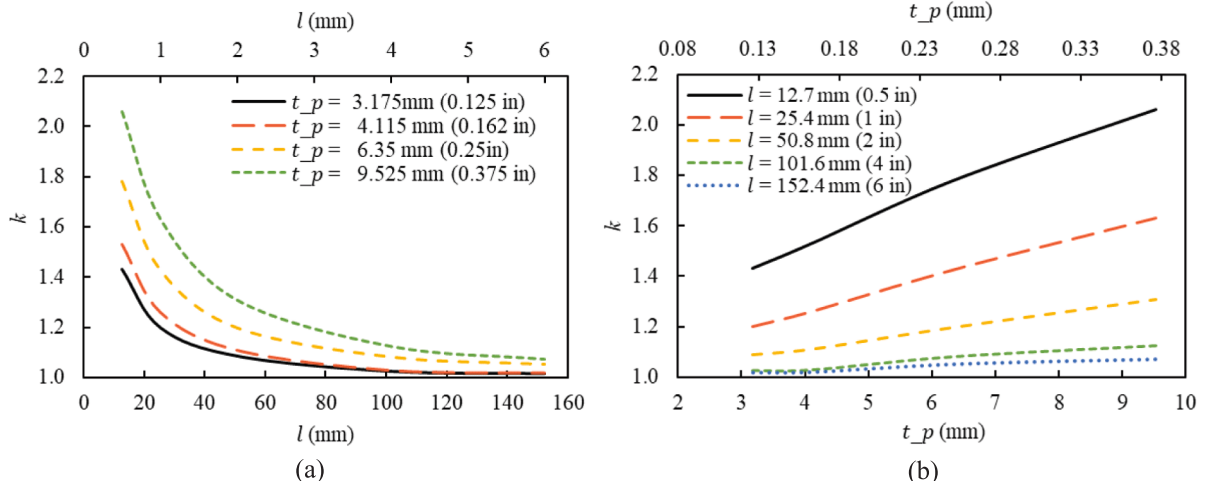 l (mm)
0 1 2 3 4 5 6
2.2
2.0
1.8
1.6
1.4
1.2
1.0
k
t_p = 3.175mm (0.125 in)
t_p = 4.115 mm (0.162 in)
t_p = 6.35 mm (0.25in)
t_p = 9.525 mm (0.375 in)
0 20 40 60 80 100 120 140 160
l (mm)
(a)
t_p (mm)
0.08 0.13 0.18 0.23 0.28 0.33 0.38
2.2
2.0
1.8
1.6
1.4
1.2
1.0
k
l = 12.7 mm (0.5 in)
l = 25.4 mm (1 in)
l = 50.8 mm (2 in)
l = 101.6 mm (4 in)
l = 152.4 mm (6 in)
2 3 4 5 6 7 8 9 10
t_p (mm)
(b)